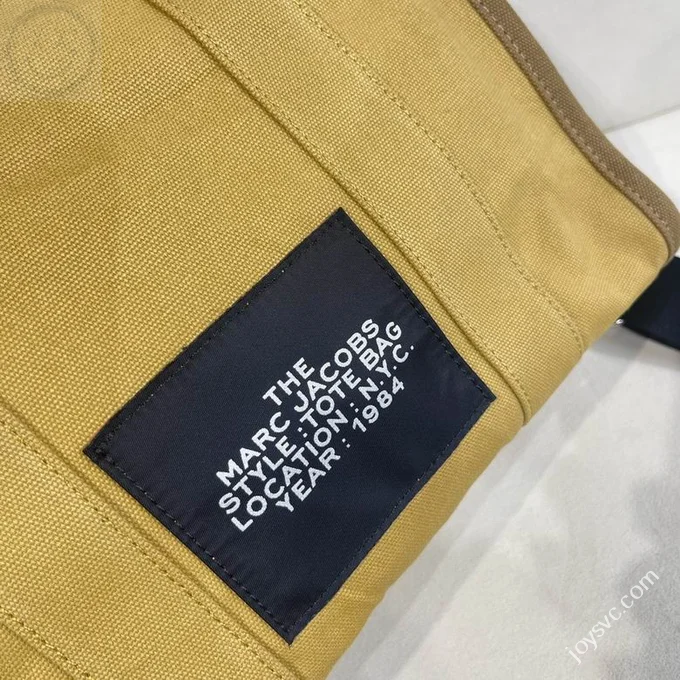 THE
MARC JACOBS
STYLE : TOTE BAG
LOCATION : N.Y.C.
YEAR : 1984
joysvc.com